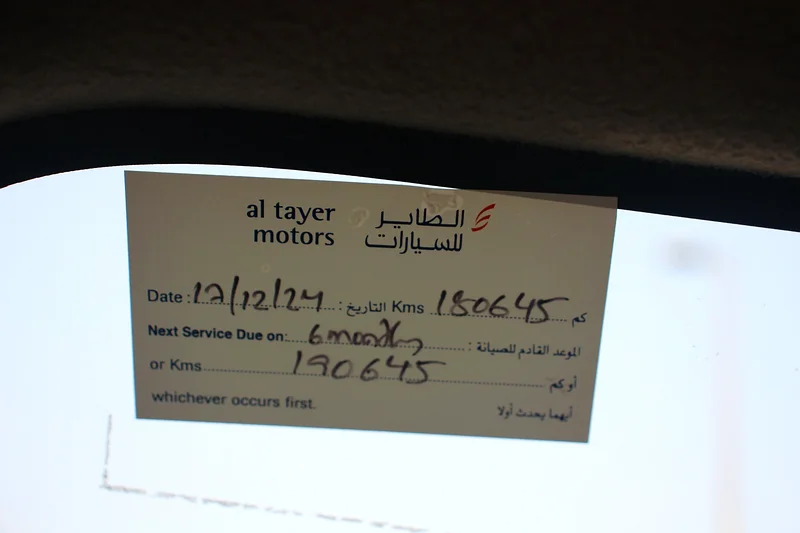 al tayer الطاير
motors للسيارات
Date: 17/12/24 التاريخ: Kms 180645 كم
Next Service Due on: 6 months الموعد القادم للصيانة:
or Kms 190645 أو كم
whichever occurs first. أيهما يحدث أولا